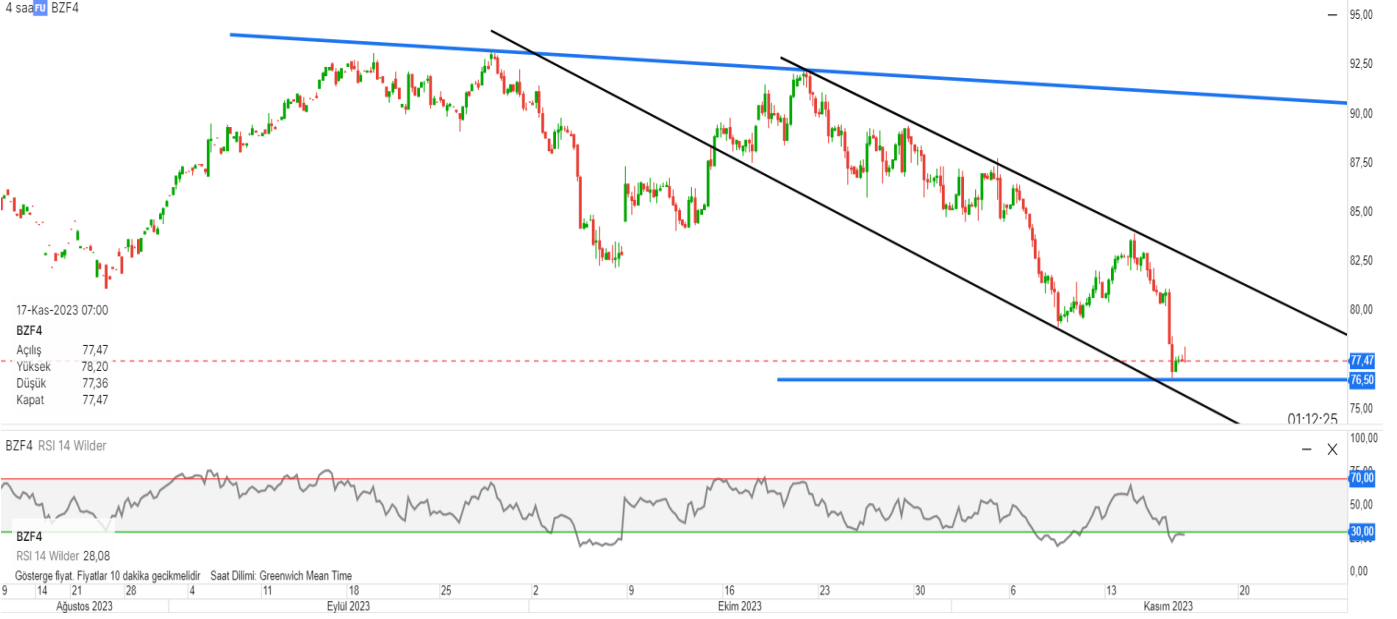 4 saa FU BZF4
95,00
92,50
90,00
87,50
85,00
82,50
80,00
17-Kas-2023 07:00
BZF4
Açılış 77,47
Yüksek 78,20
Düşük 77,36
Kapat 77,47
77,47
76,50
75,00
01:12:25
BZF4 RSI 14 Wilder
100,00
75,00
70,00
50,00
30,00
BZF4
RSI 14 Wilder 28,08
0,00
Gösterge fiyat. Fiyatlar 10 dakika gecikmelidir Saat Dilimi: Greenwich Mean Time
9 14 21 28 4 11 18 25 2 9 16 23 30 6 13 20
Ağustos 2023 Eylül 2023 Ekim 2023 Kasım 2023